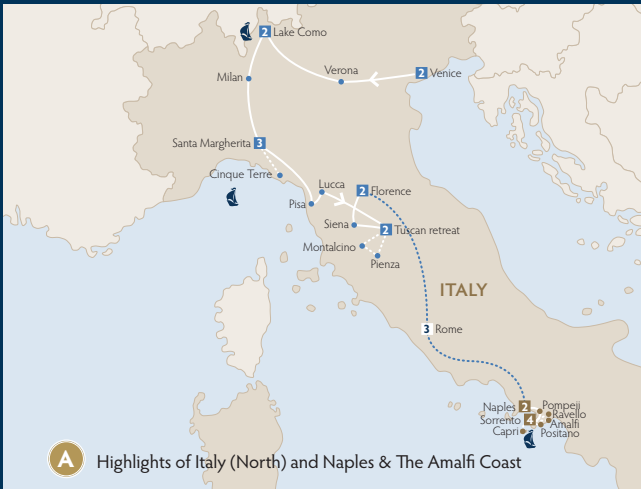 2 Lake Como
Milan
Verona
2 Venice
Santa Margherita 3
Cinque Terre
Lucca
2 Florence
Pisa
Siena
2 Tuscan retreat
Montalcino
Pienza
ITALY
3 Rome
Naples 2
Pompeii
Ravello
Sorrento 4
Amalfi
Capri
Positano
A Highlights of Italy (North) and Naples & The Amalfi Coast